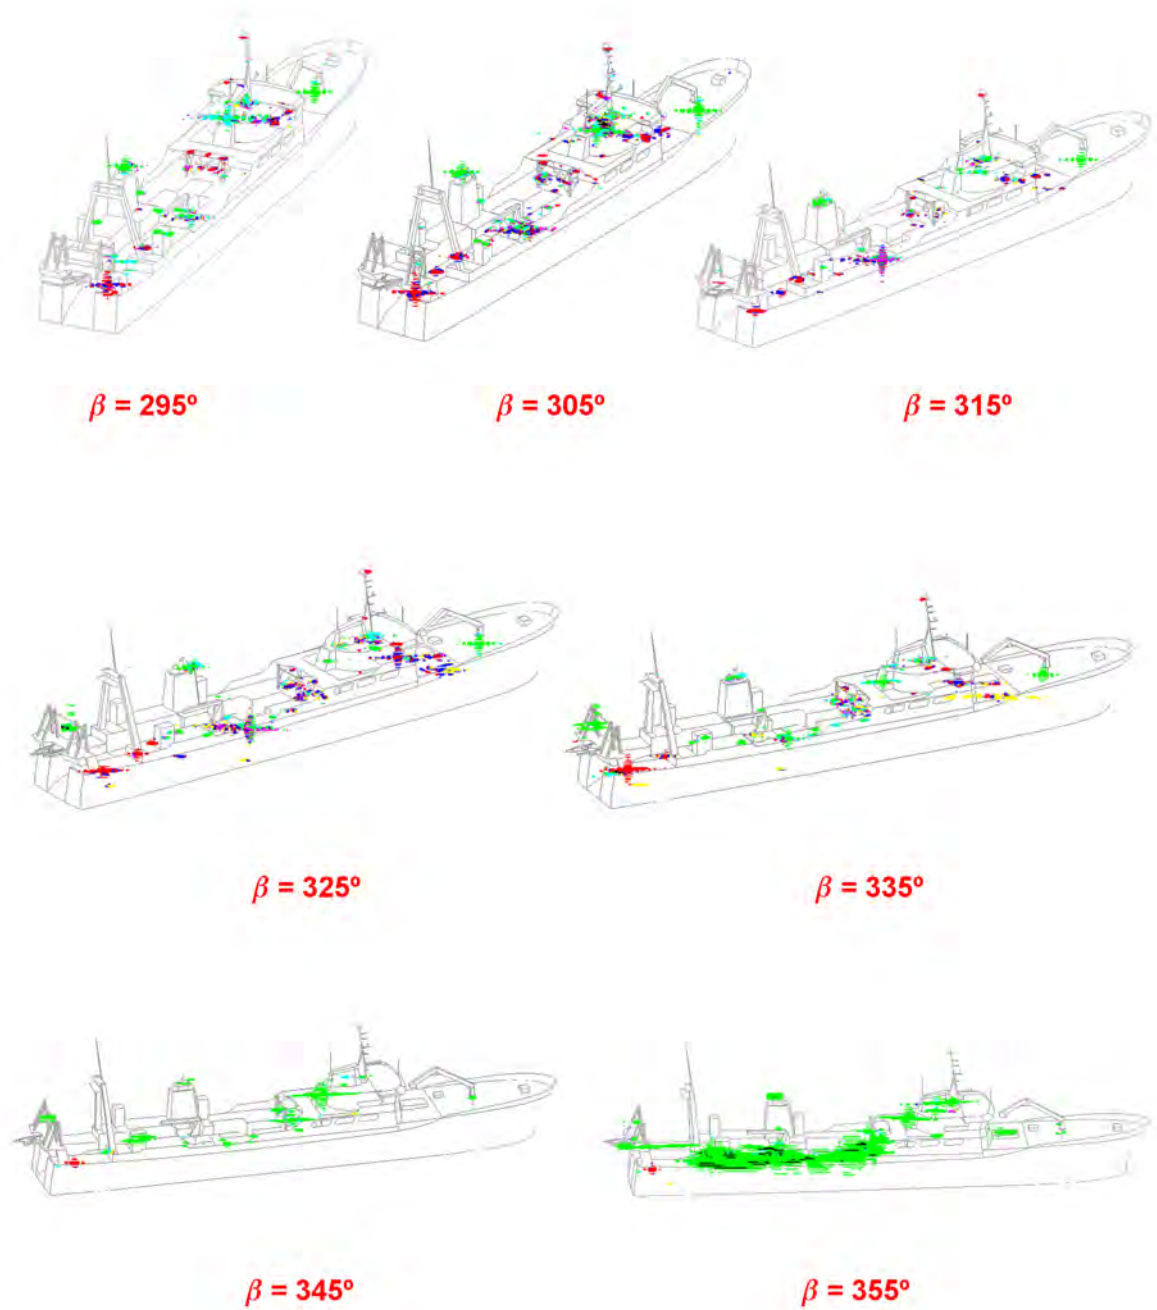 β = 295º
β = 305º
β = 315º
β = 325º
β = 335º
β = 345º
β = 355º